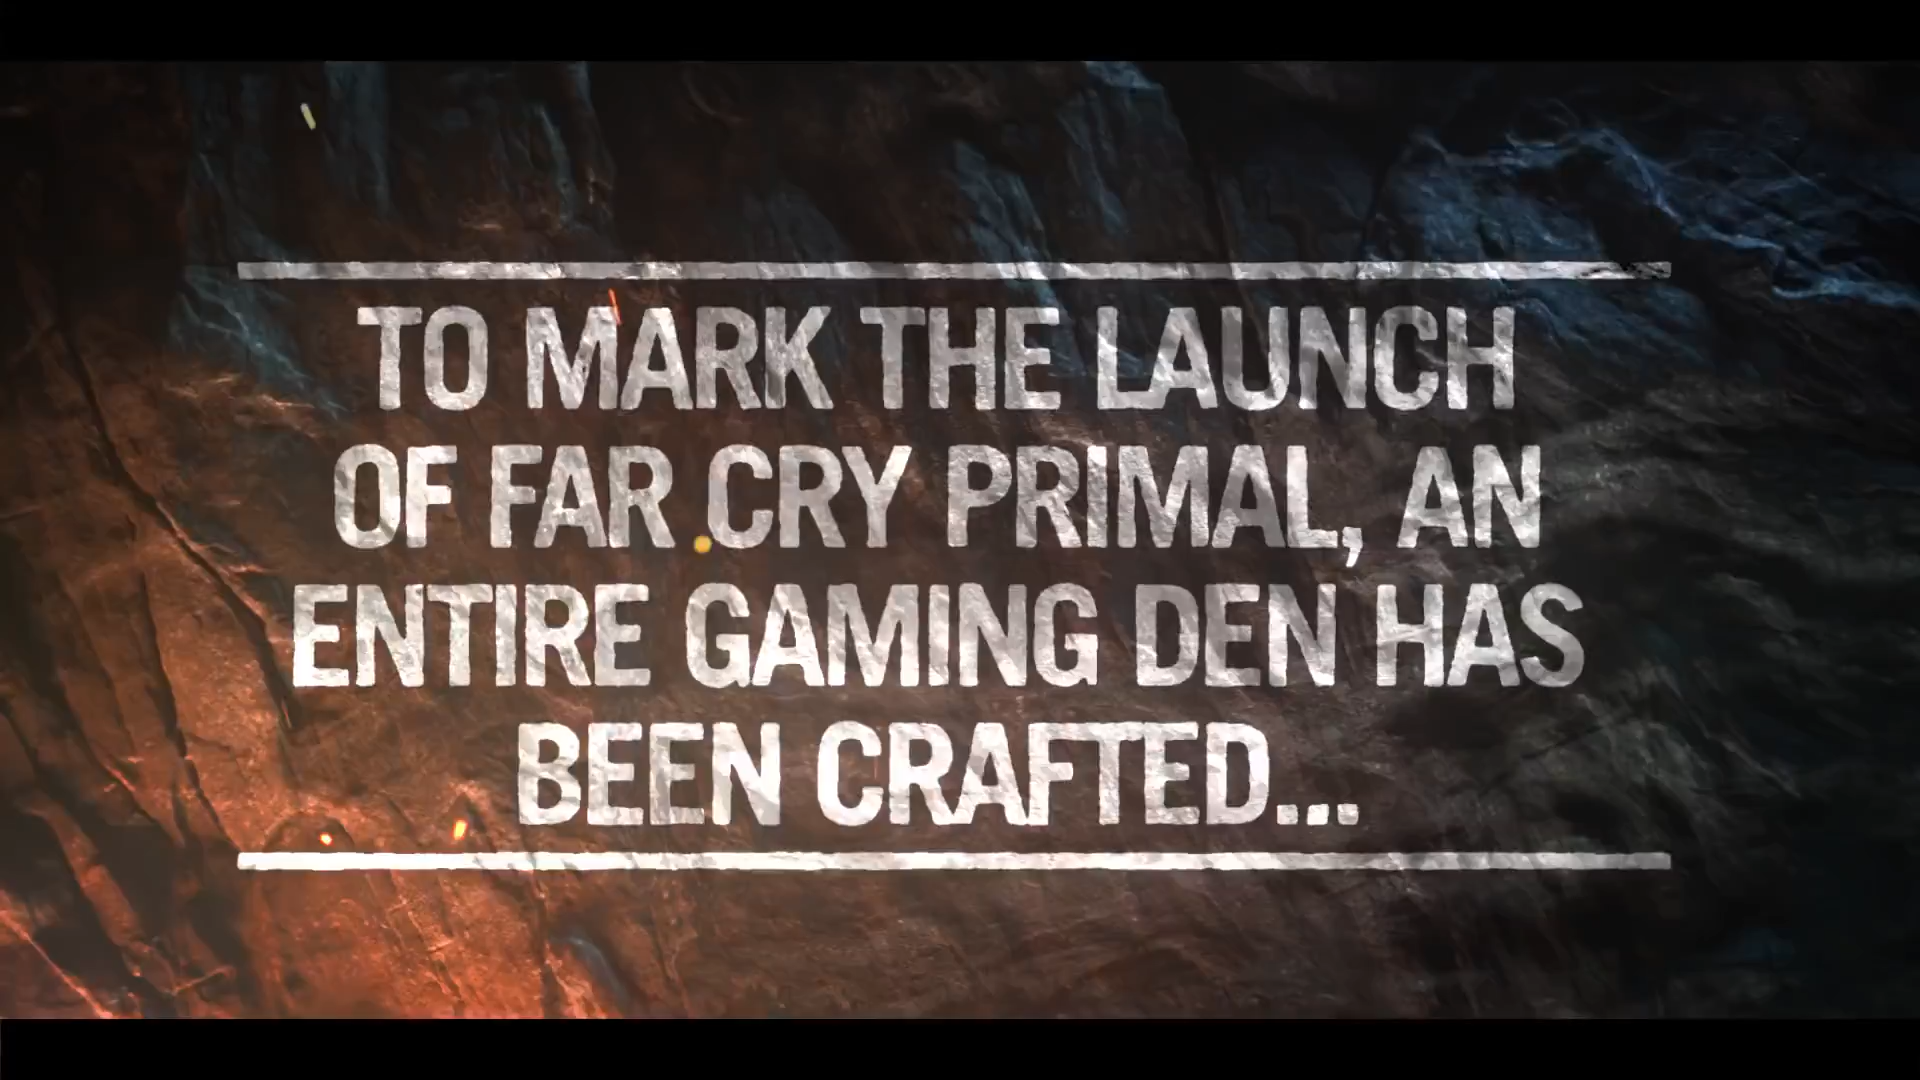 TO MARK THE LAUNCH
OF FAR CRY PRIMAL, AN
ENTIRE GAMING DEN HAS
BEEN CRAFTED...